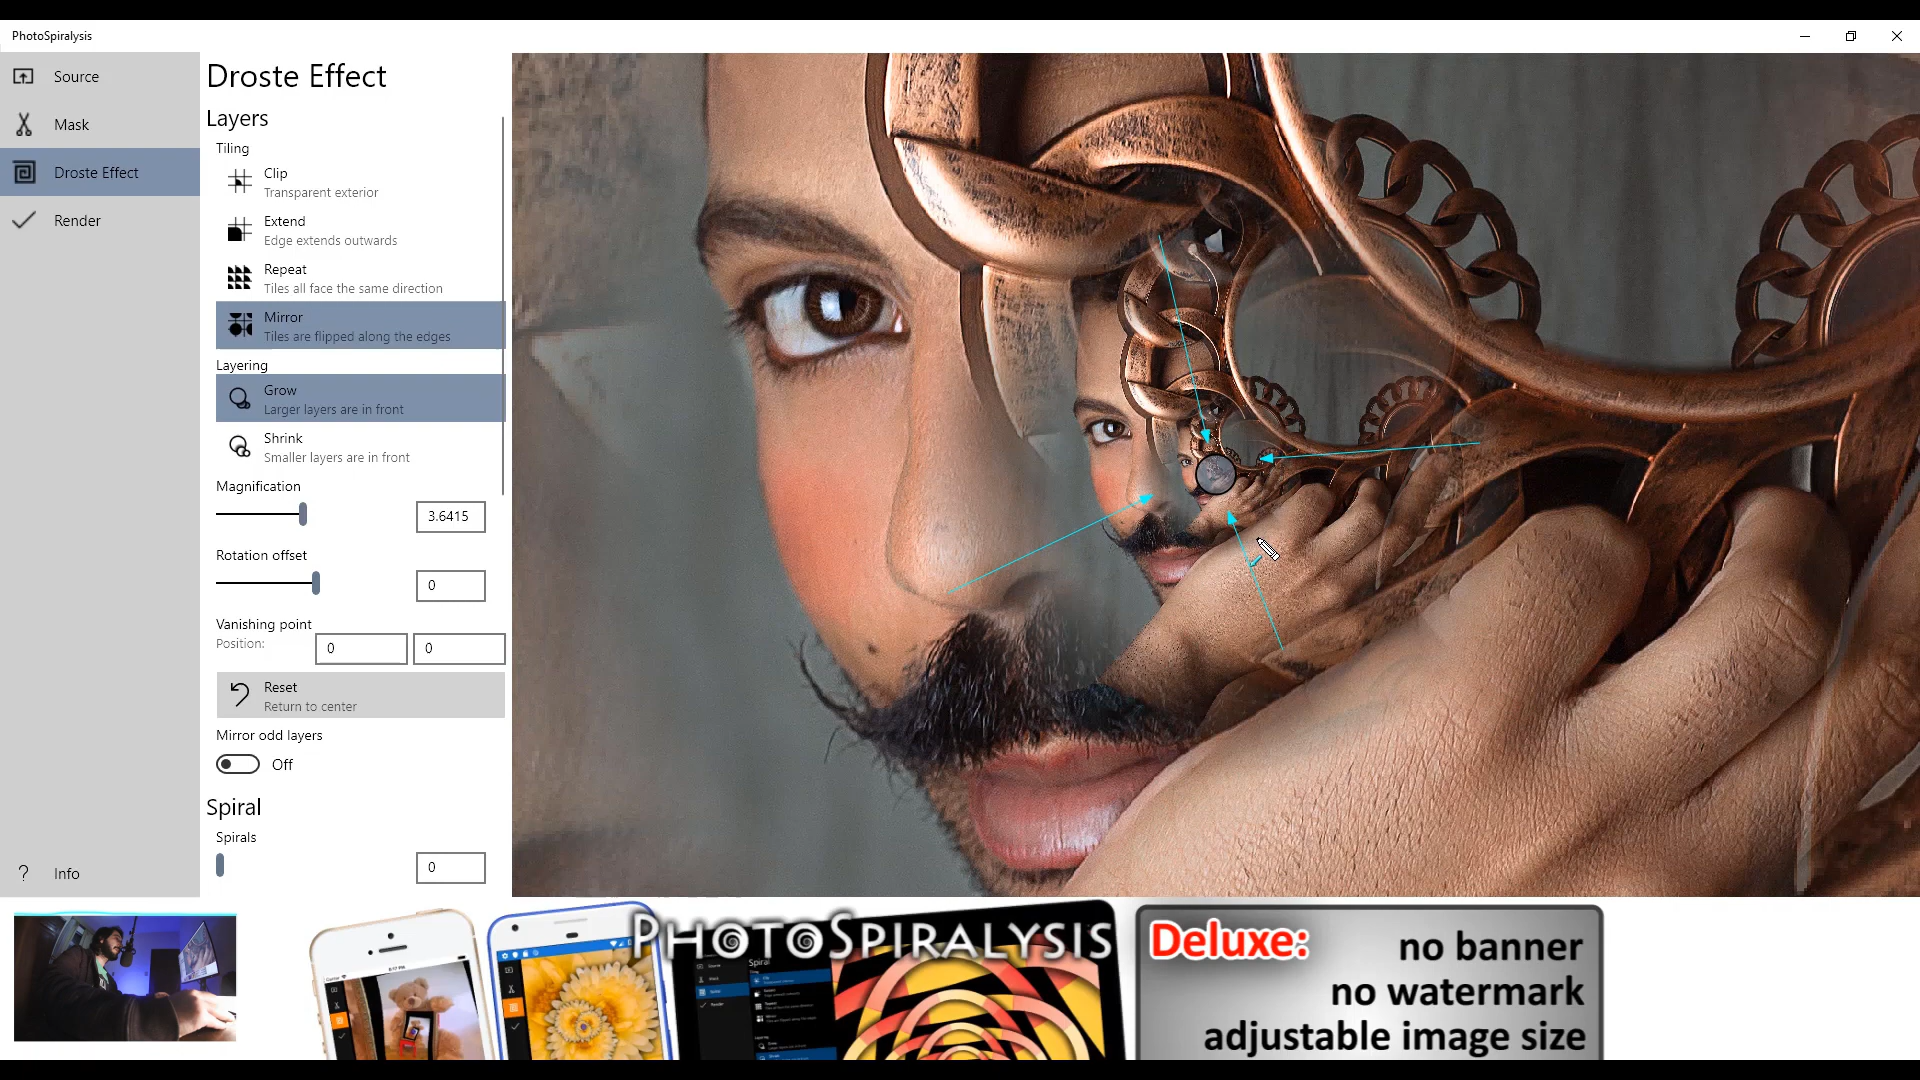 PhotoSpiralysis
Source
Mask
Droste Effect
Render
Info
Droste Effect
Layers
Tiling
Clip
Transparent exterior
Extend
Edge extends outwards
Repeat
Tiles all face the same direction
Mirror
Tiles are flipped along the edges
Layering
Grow
Larger layers are in front
Shrink
Smaller layers are in front
Magnification
3.6415
Rotation offset
0
Vanishing point
Position:
0
0
Reset
Return to center
Mirror odd layers
Off
Spiral
Spirals
0
PHOTOSPIRALYSIS
Deluxe:
no banner
no watermark
adjustable image size
Spiral